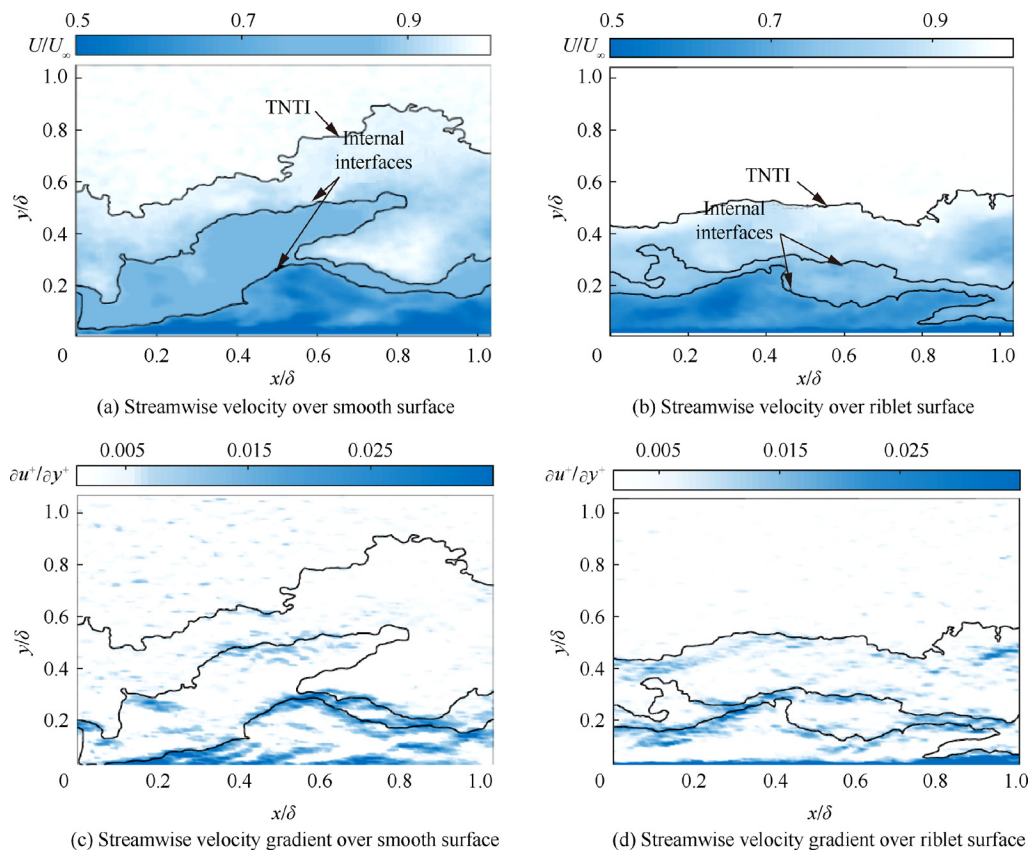 0.5 0.7 0.9
U/U∞
1.0
0.8
0.6
0.4
0.2
0
y/δ
TNTI
Internal
interfaces
0.2 0.4 0.6 0.8 1.0
x/δ
(a) Streamwise velocity over smooth surface
0.5 0.7 0.9
U/U∞
1.0
0.8
0.6
0.4
0.2
0
y/δ
TNTI
Internal
interfaces
0.2 0.4 0.6 0.8 1.0
x/δ
(b) Streamwise velocity over riblet surface
0.005 0.015 0.025
∂u⁺/∂y⁺
1.0
0.8
0.6
0.4
0.2
0
y/δ
0.2 0.4 0.6 0.8 1.0
x/δ
(c) Streamwise velocity gradient over smooth surface
0.005 0.015 0.025
∂u⁺/∂y⁺
1.0
0.8
0.6
0.4
0.2
0
y/δ
0.2 0.4 0.6 0.8 1.0
x/δ
(d) Streamwise velocity gradient over riblet surface